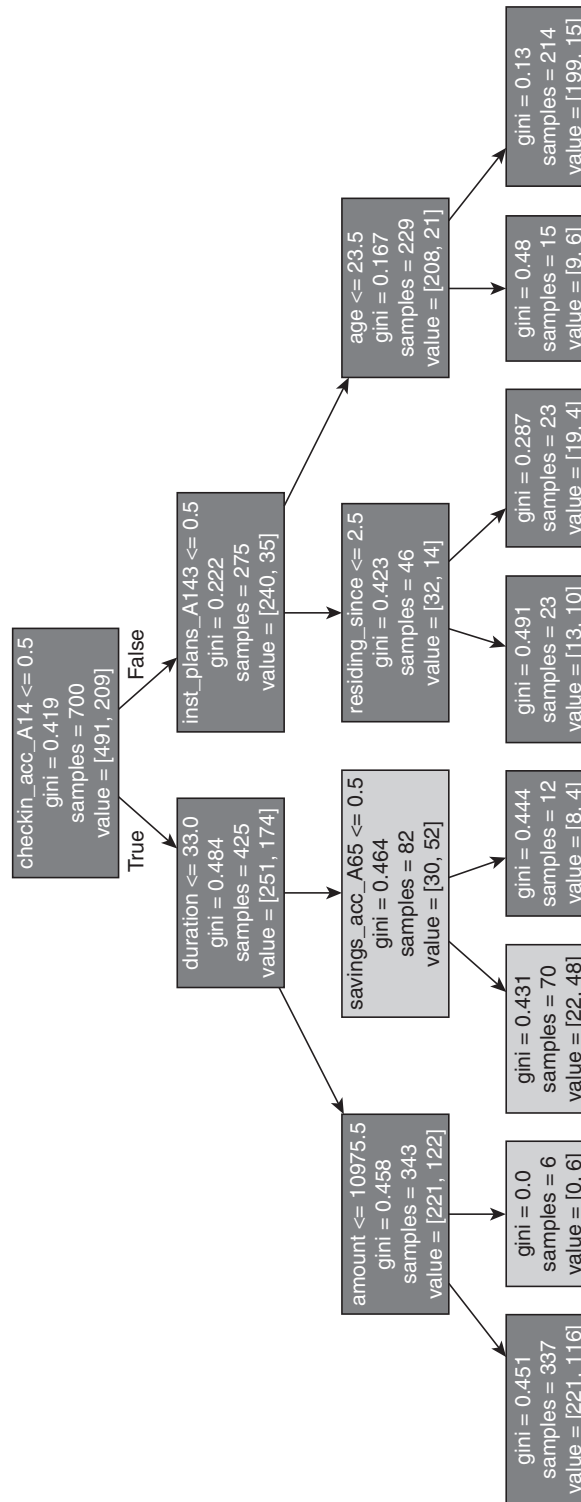 checkin_acc_A14 <= 0.5
gini = 0.419
samples = 700
value = [491, 209]
True
False
duration <= 33.0
gini = 0.484
samples = 425
value = [251, 174]
inst_plans_A143 <= 0.5
gini = 0.222
samples = 275
value = [240, 35]
amount <= 10975.5
gini = 0.458
samples = 343
value = [221, 122]
savings_acc_A65 <= 0.5
gini = 0.464
samples = 82
value = [30, 52]
residing_since <= 2.5
gini = 0.423
samples = 46
value = [32, 14]
age <= 23.5
gini = 0.167
samples = 229
value = [208, 21]
gini = 0.451
samples = 337
value = [221, 116]
gini = 0.0
samples = 6
value = [0, 6]
gini = 0.431
samples = 70
value = [22, 48]
gini = 0.444
samples = 12
value = [8, 4]
gini = 0.491
samples = 23
value = [13, 10]
gini = 0.287
samples = 23
value = [19, 4]
gini = 0.48
samples = 15
value = [9, 6]
gini = 0.13
samples = 214
value = [199, 15]